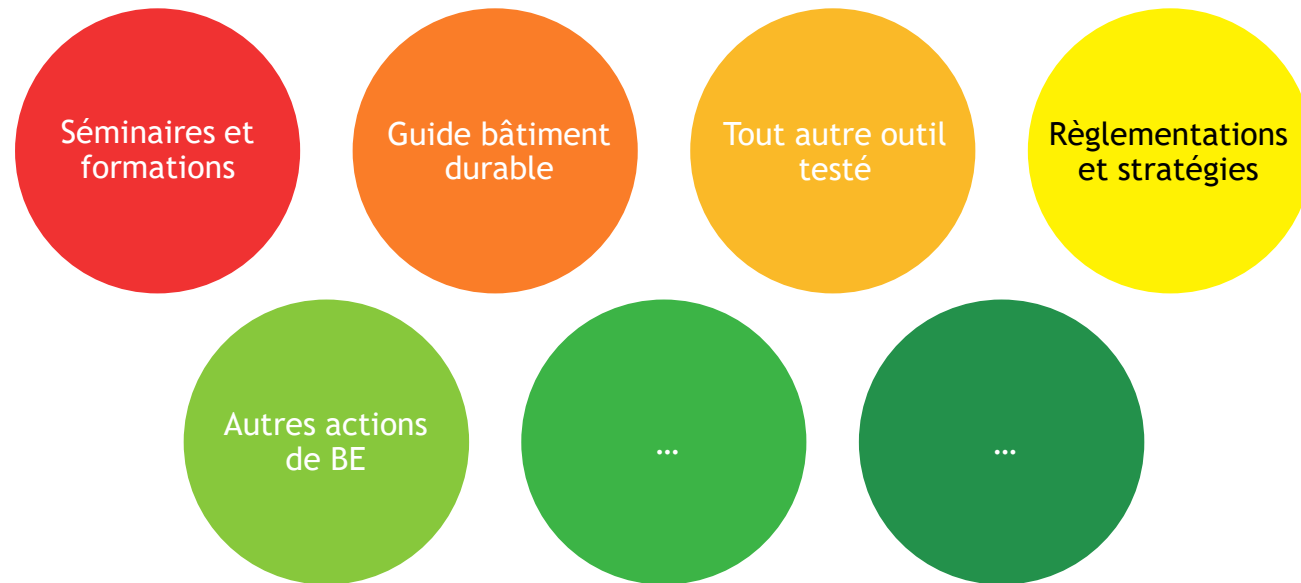 Séminaires et
formations
Guide bâtiment
durable
Tout autre outil
testé
Règlementations
et stratégies
Autres actions
de BE
...
...